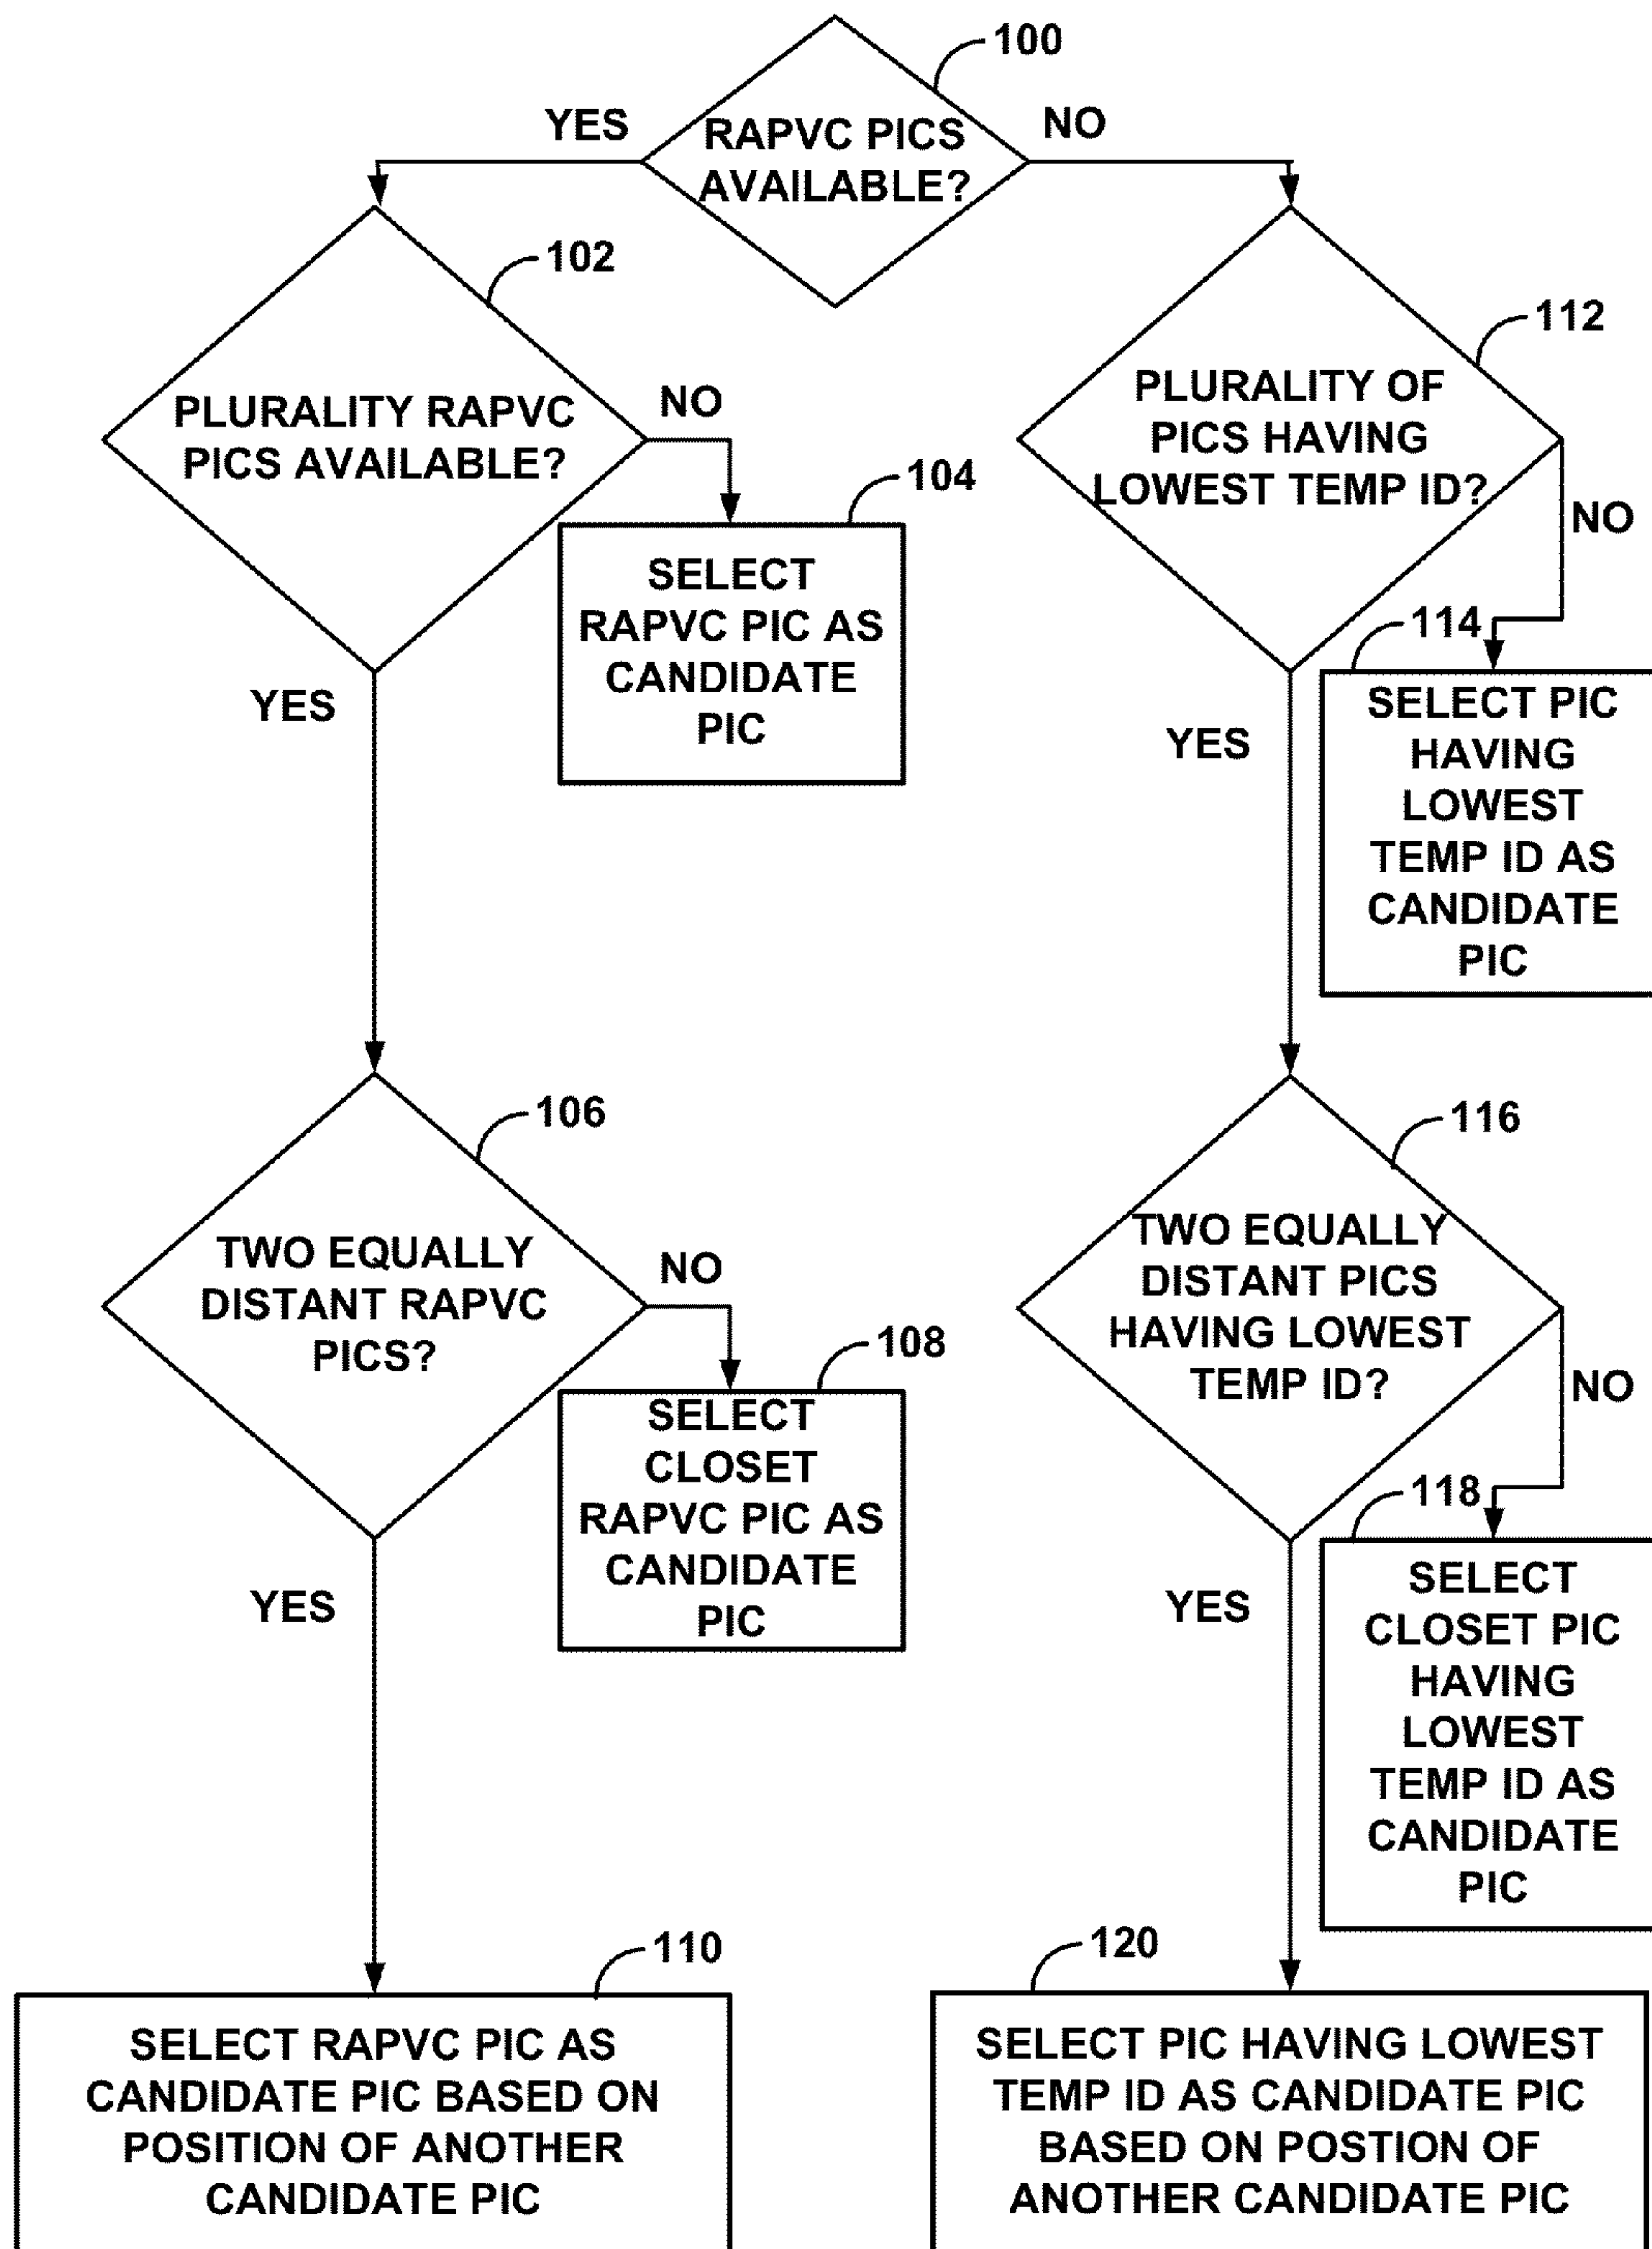 100
YES
RAPVC PICS
AVAILABLE?
NO
102
PLURALITY RAPVC
PICS AVAILABLE?
NO
104
SELECT
RAPVC PIC AS
CANDIDATE
PIC
YES
112
PLURALITY OF
PICS HAVING
LOWEST TEMP ID?
NO
114
SELECT PIC
HAVING
LOWEST
TEMP ID AS
CANDIDATE
PIC
YES
106
TWO EQUALLY
DISTANT RAPVC
PICS?
NO
108
SELECT
CLOSET
RAPVC PIC AS
CANDIDATE
PIC
YES
116
TWO EQUALLY
DISTANT PICS
HAVING LOWEST
TEMP ID?
NO
118
SELECT
CLOSET PIC
HAVING
LOWEST
TEMP ID AS
CANDIDATE
PIC
YES
110
SELECT RAPVC PIC AS
CANDIDATE PIC BASED ON
POSITION OF ANOTHER
CANDIDATE PIC
120
SELECT PIC HAVING LOWEST
TEMP ID AS CANDIDATE PIC
BASED ON POSTION OF
ANOTHER CANDIDATE PIC